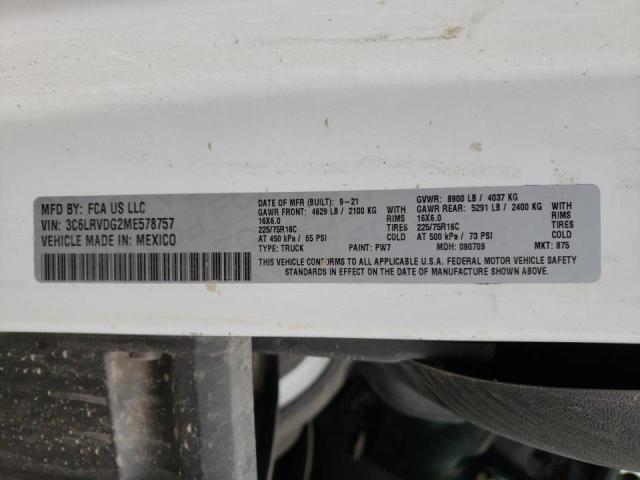 MFD BY: FCA US LLC
VIN: 3C6LRVDG2ME578757
VEHICLE MADE IN: MEXICO
DATE OF MFR (BUILT): 9-21
GAWR FRONT: 4629 LB / 2100 KG
16X6.0 RIMS
225/75R16C TIRES
AT 450 kPa / 65 PSI COLD
GVWR: 8900 LB / 4037 KG
GAWR REAR: 5291 LB / 2400 KG
16X6.0 RIMS
225/75R16C TIRES
AT 500 kPa / 73 PSI COLD
TYPE: TRUCK PAINT: PW7 MDH: 090709 MKT: 875
THIS VEHICLE CONFORMS TO ALL APPLICABLE U.S.A. FEDERAL MOTOR VEHICLE SAFETY
STANDARDS IN EFFECT ON THE DATE OF MANUFACTURE SHOWN ABOVE.